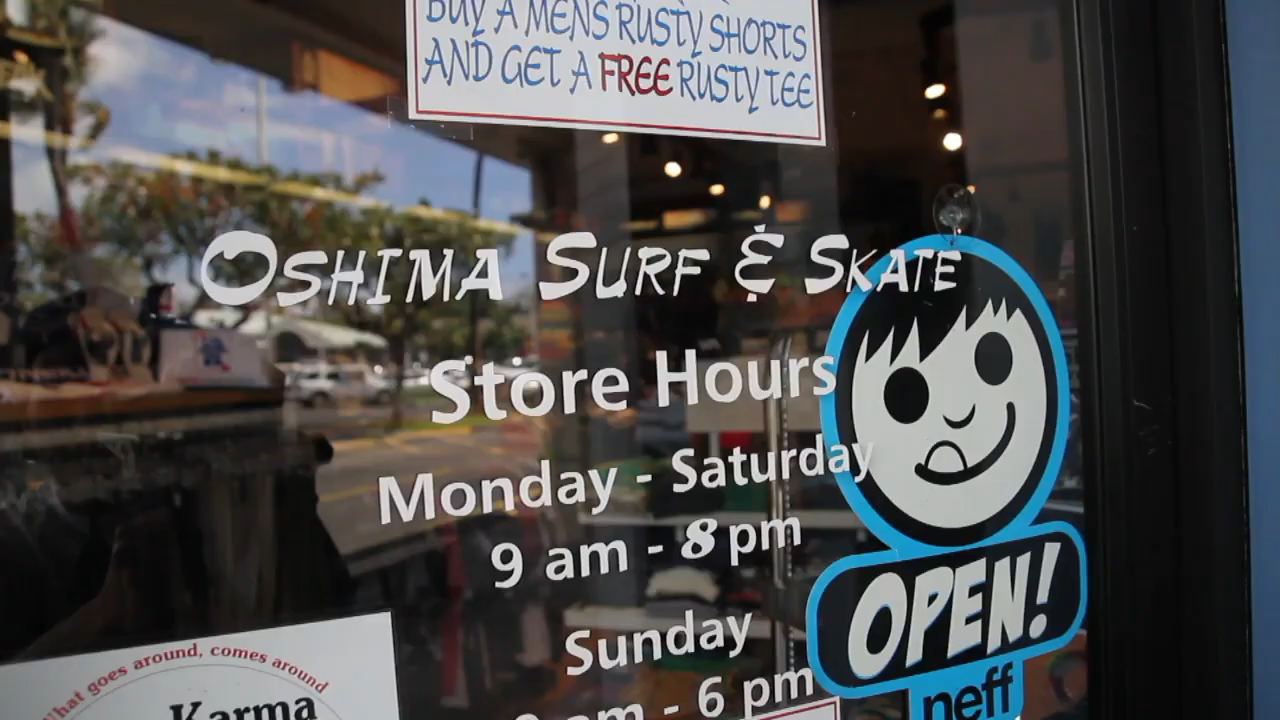 BUY A MENS RUSTY SHORTS
AND GET A FREE RUSTY TEE
OSHIMA SURF & SKATE
Store Hours
Monday - Saturday
9 am - 8 pm
Sunday
am - 6 pm
OPEN!
neff
what goes around, comes around
Karma